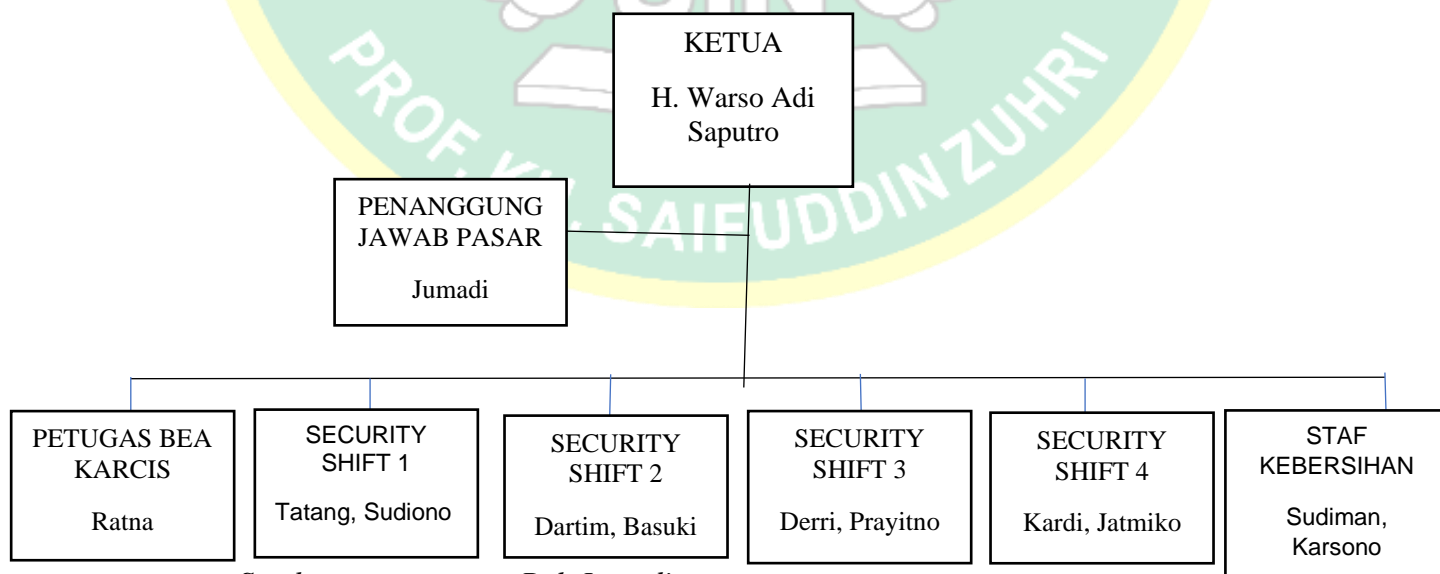 KETUA
H. Warso Adi
Saputro
PROF. K.H. SAIFUDDIN ZUHRI
PENANGGUNG
JAWAB PASAR
Jumadi
PETUGAS BEA
KARCIS
Ratna
SECURITY
SHIFT 1
Tatang, Sudiono
SECURITY
SHIFT 2
Dartim, Basuki
SECURITY
SHIFT 3
Derri, Prayitno
SECURITY
SHIFT 4
Kardi, Jatmiko
STAF
KEBERSIHAN
Sudiman,
Karsono